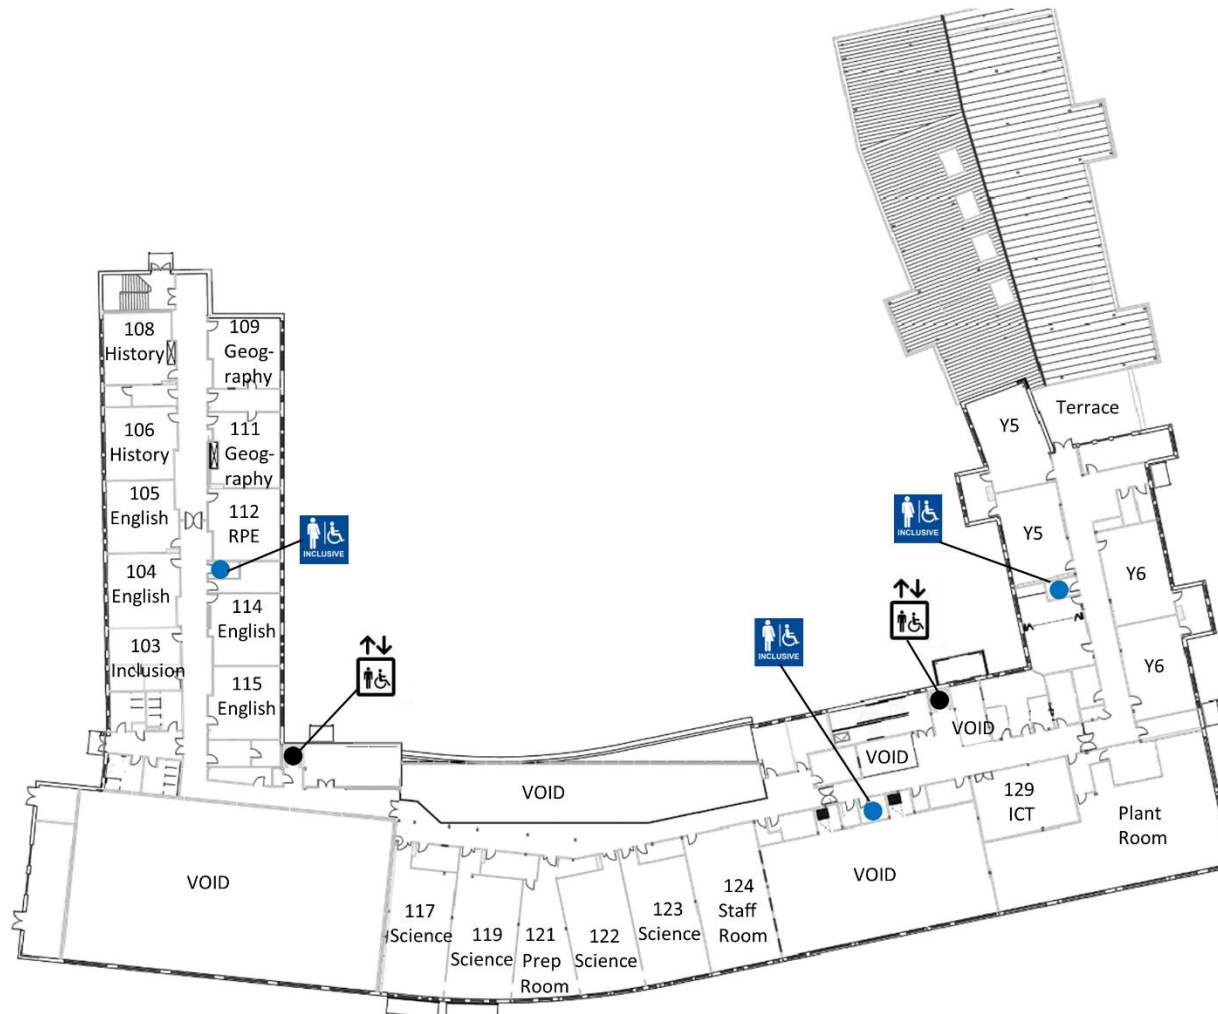 108
History
109
Geog-
raphy
106
History
111
Geog-
raphy
105
English
112
RPE
INCLUSIVE
104
English
114
English
103
Inclusion
115
English
VOID
VOID
117
Science
119
Science
121
Prep
Room
122
Science
123
Science
124
Staff
Room
INCLUSIVE
VOID
VOID
VOID
129
ICT
Plant
Room
INCLUSIVE
Terrace
Y5
Y5
Y6
Y6